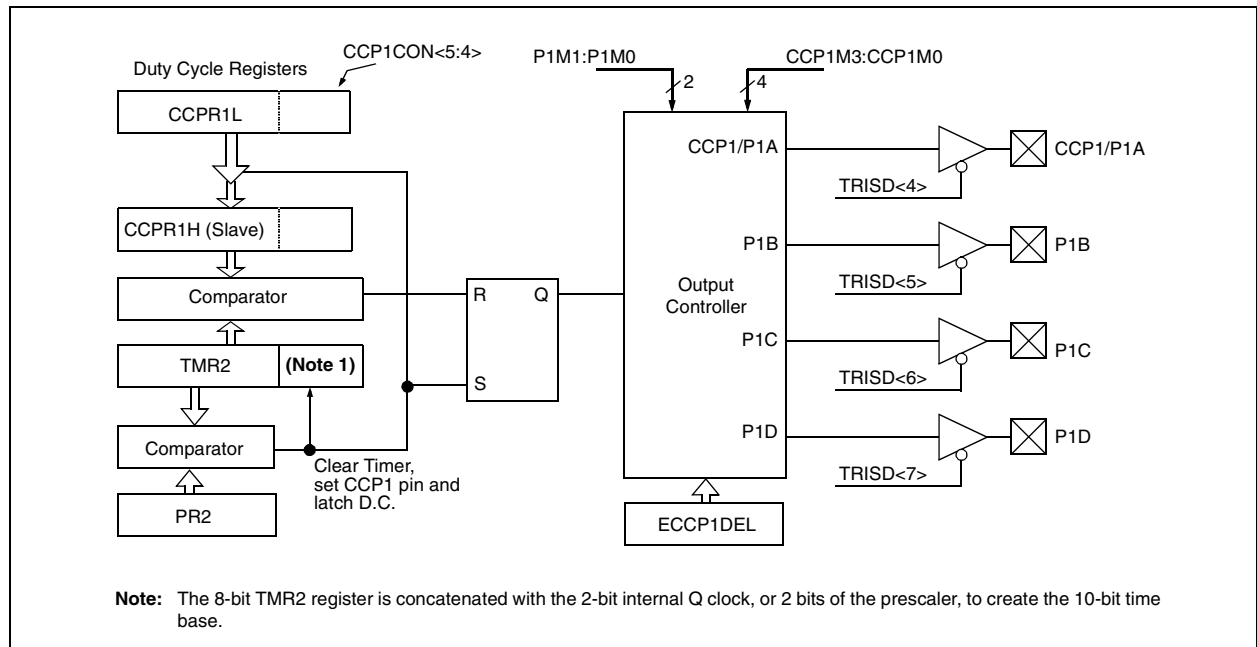 CCP1CON<5:4>
Duty Cycle Registers
CCPR1L
CCPR1H (Slave)
Comparator
TMR2
(Note 1)
Comparator
PR2
Clear Timer,
set CCP1 pin and
latch D.C.
R
Q
S
P1M1:P1M0
2
CCP1M3:CCP1M0
4
Output
Controller
CCP1/P1A
P1B
P1C
P1D
ECCP1DEL
TRISD<4>
CCP1/P1A
TRISD<5>
P1B
TRISD<6>
P1C
TRISD<7>
P1D
Note: The 8-bit TMR2 register is concatenated with the 2-bit internal Q clock, or 2 bits of the prescaler, to create the 10-bit time
base.